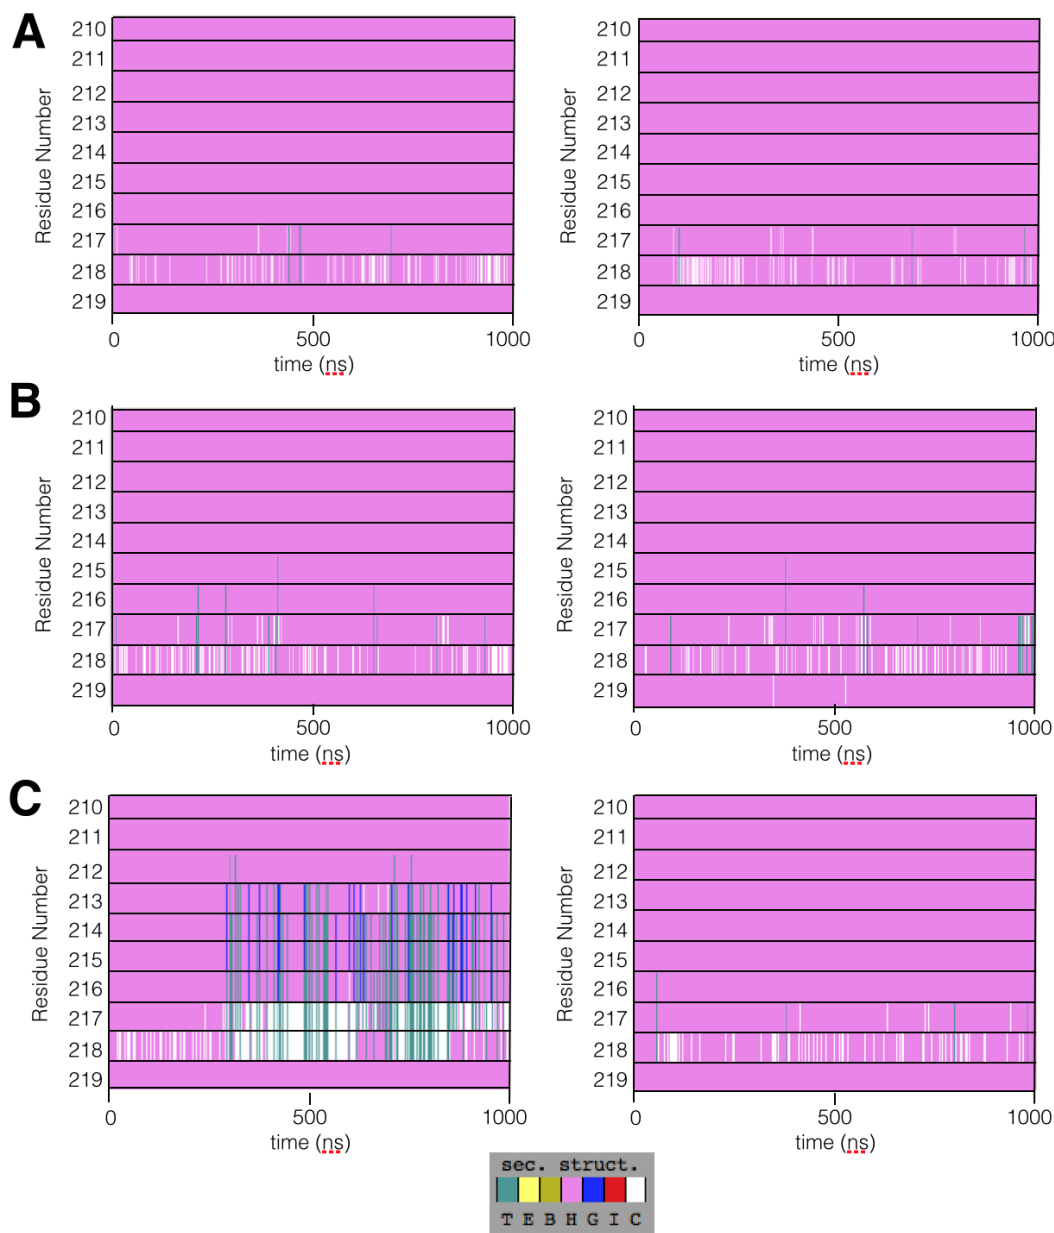 A
Residue Number
210
211
212
213
214
215
216
217
218
219
0 500 1000
time (ns)
Residue Number
210
211
212
213
214
215
216
217
218
219
0 500 1000
time (ns)
B
Residue Number
210
211
212
213
214
215
216
217
218
219
0 500 1000
time (ns)
Residue Number
210
211
212
213
214
215
216
217
218
219
0 500 1000
time (ns)
C
Residue Number
210
211
212
213
214
215
216
217
218
219
0 500 1000
time (ns)
Residue Number
210
211
212
213
214
215
216
217
218
219
0 500 1000
time (ns)
sec. struct.
T E B H G I C